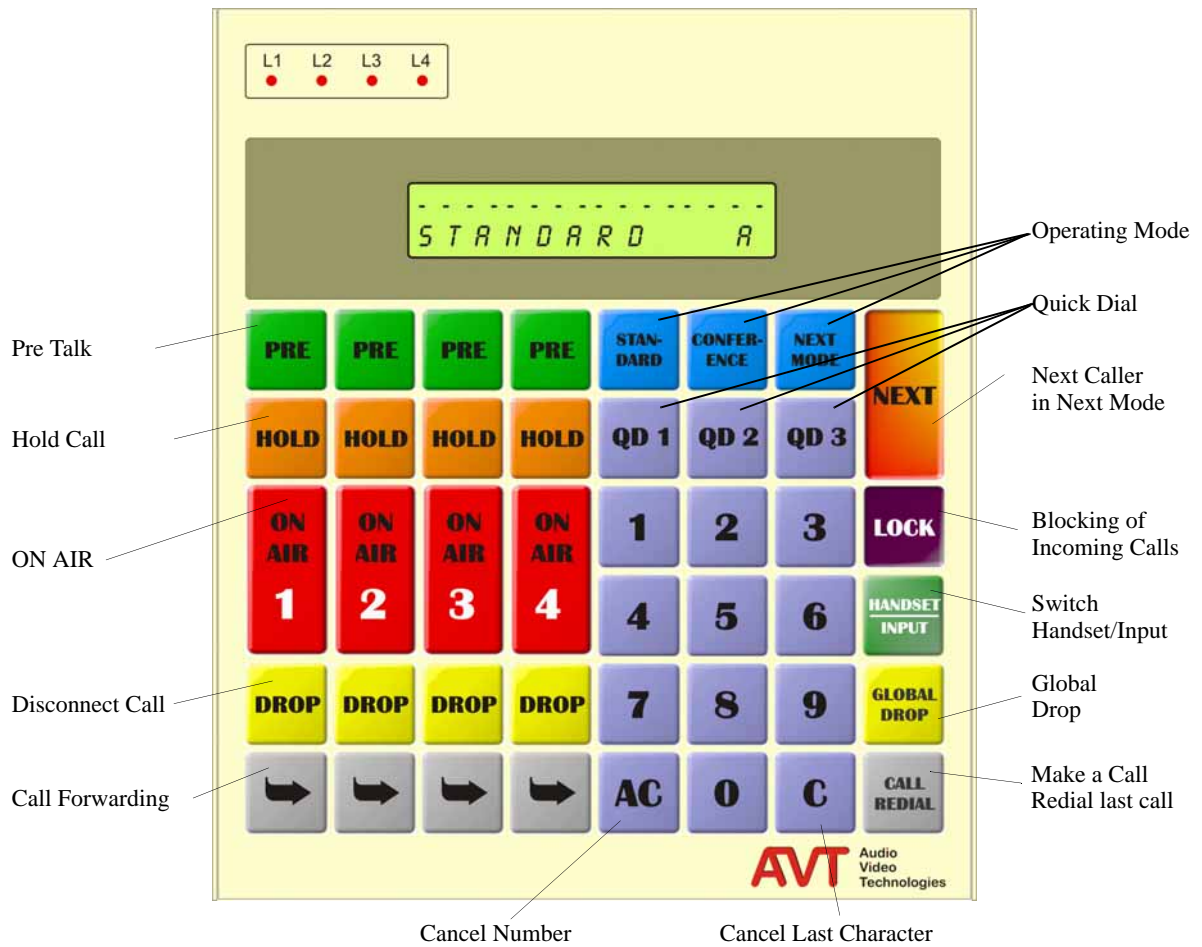 L1 L2 L3 L4
- - - - - - - - - - - - - - - -
STANDARD A
Operating Mode
Quick Dial
Pre Talk
PRE PRE PRE PRE
STAN-
DARD
CONFER-
ENCE
NEXT
MODE
NEXT
Next Caller
in Next Mode
Hold Call
HOLD HOLD HOLD HOLD QD 1 QD 2 QD 3
ON AIR
ON
AIR
1
ON
AIR
2
ON
AIR
3
ON
AIR
4
1 2 3
LOCK
Blocking of
Incoming Calls
4 5 6
HANDSET
INPUT
Switch
Handset/Input
Disconnect Call
DROP DROP DROP DROP 7 8 9
GLOBAL
DROP
Global
Drop
Call Forwarding
AC 0 C
CALL
REDIAL
Make a Call
Redial last call
AVT
Audio
Video
Technologies
Cancel Number
Cancel Last Character